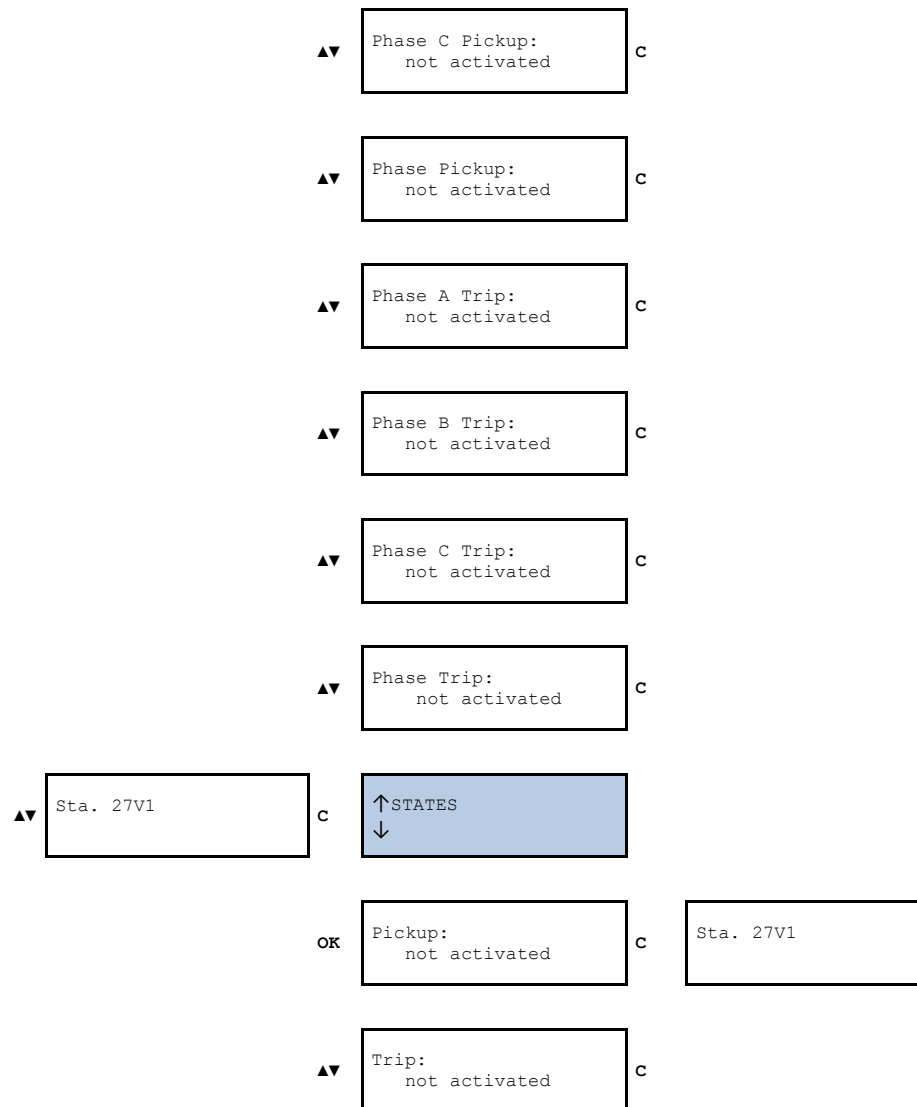 ▲▼ Phase C Pickup: C
not activated
▲▼ Phase Pickup: C
not activated
▲▼ Phase A Trip: C
not activated
▲▼ Phase B Trip: C
not activated
▲▼ Phase C Trip: C
not activated
▲▼ Phase Trip: C
not activated
▲▼ Sta. 27V1 C ↑STATES
↓
OK Pickup: C Sta. 27V1
not activated
▲▼ Trip: C
not activated